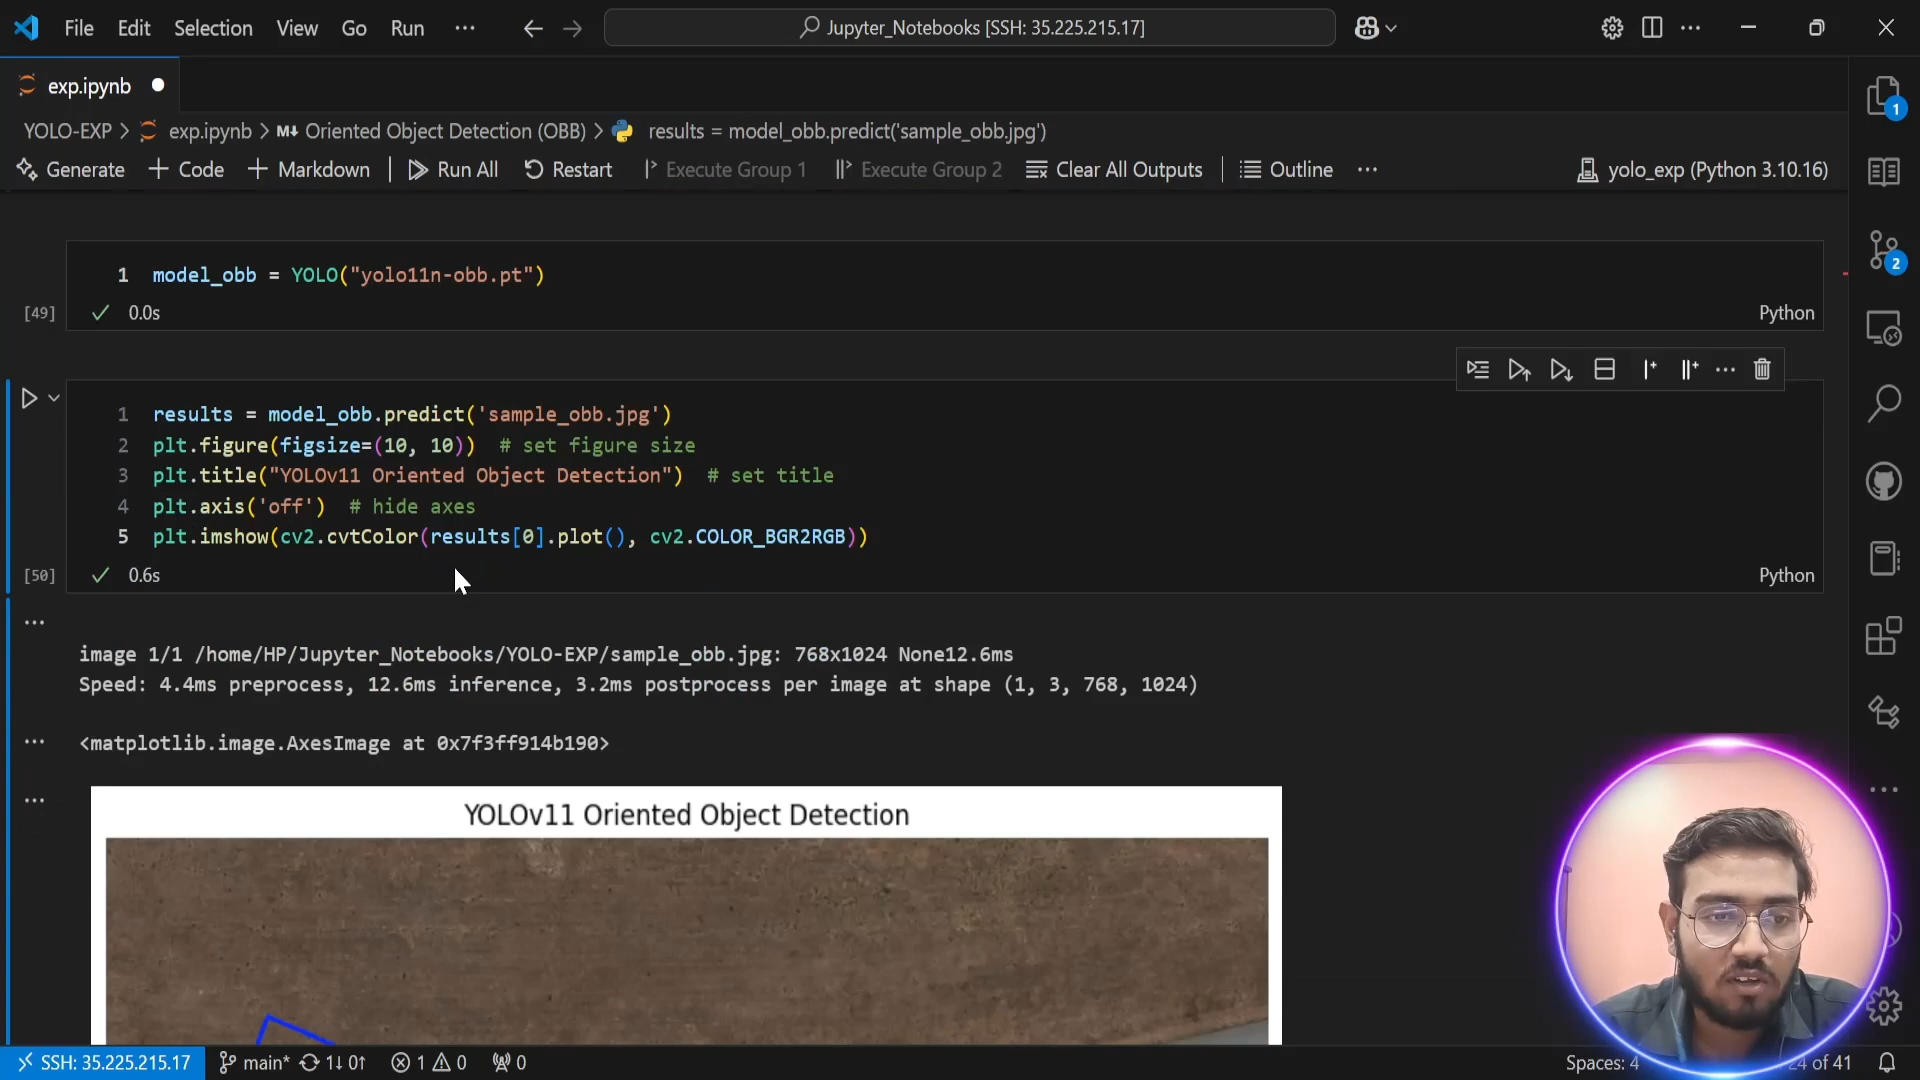 File Edit Selection View Go Run ··· Jupyter_Notebooks [SSH: 35.225.215.17]
exp.ipynb
YOLO-EXP > exp.ipynb > M↓ Oriented Object Detection (OBB) > results = model_obb.predict('sample_obb.jpg')
Generate + Code + Markdown | Run All Restart Execute Group 1 Execute Group 2 Clear All Outputs | Outline ··· yolo_exp (Python 3.10.16)
1
2
1 model_obb = YOLO("yolo11n-obb.pt")
[49] ✓ 0.0s Python
1 results = model_obb.predict('sample_obb.jpg')
2 plt.figure(figsize=(10, 10)) # set figure size
3 plt.title("YOLOv11 Oriented Object Detection") # set title
4 plt.axis('off') # hide axes
5 plt.imshow(cv2.cvtColor(results[0].plot(), cv2.COLOR_BGR2RGB))
[50] ✓ 0.6s Python
image 1/1 /home/HP/Jupyter_Notebooks/YOLO-EXP/sample_obb.jpg: 768x1024 None12.6ms
Speed: 4.4ms preprocess, 12.6ms inference, 3.2ms postprocess per image at shape (1, 3, 768, 1024)
<matplotlib.image.AxesImage at 0x7f3ff914b190>
YOLOv11 Oriented Object Detection
SSH: 35.225.215.17 main* 1↓ 0↑ 1 0 0 Spaces: 4 of 41